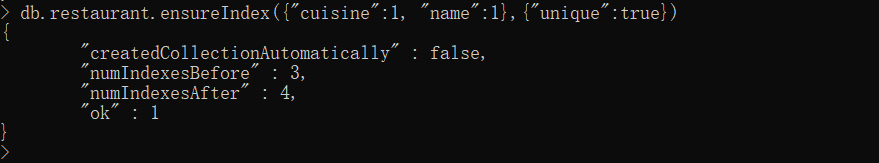 > db.restaurant.ensureIndex({"cuisine":1, "name":1},{"unique":true})
{
        "createdCollectionAutomatically" : false,
        "numIndexesBefore" : 3,
        "numIndexesAfter" : 4,
        "ok" : 1
}
>